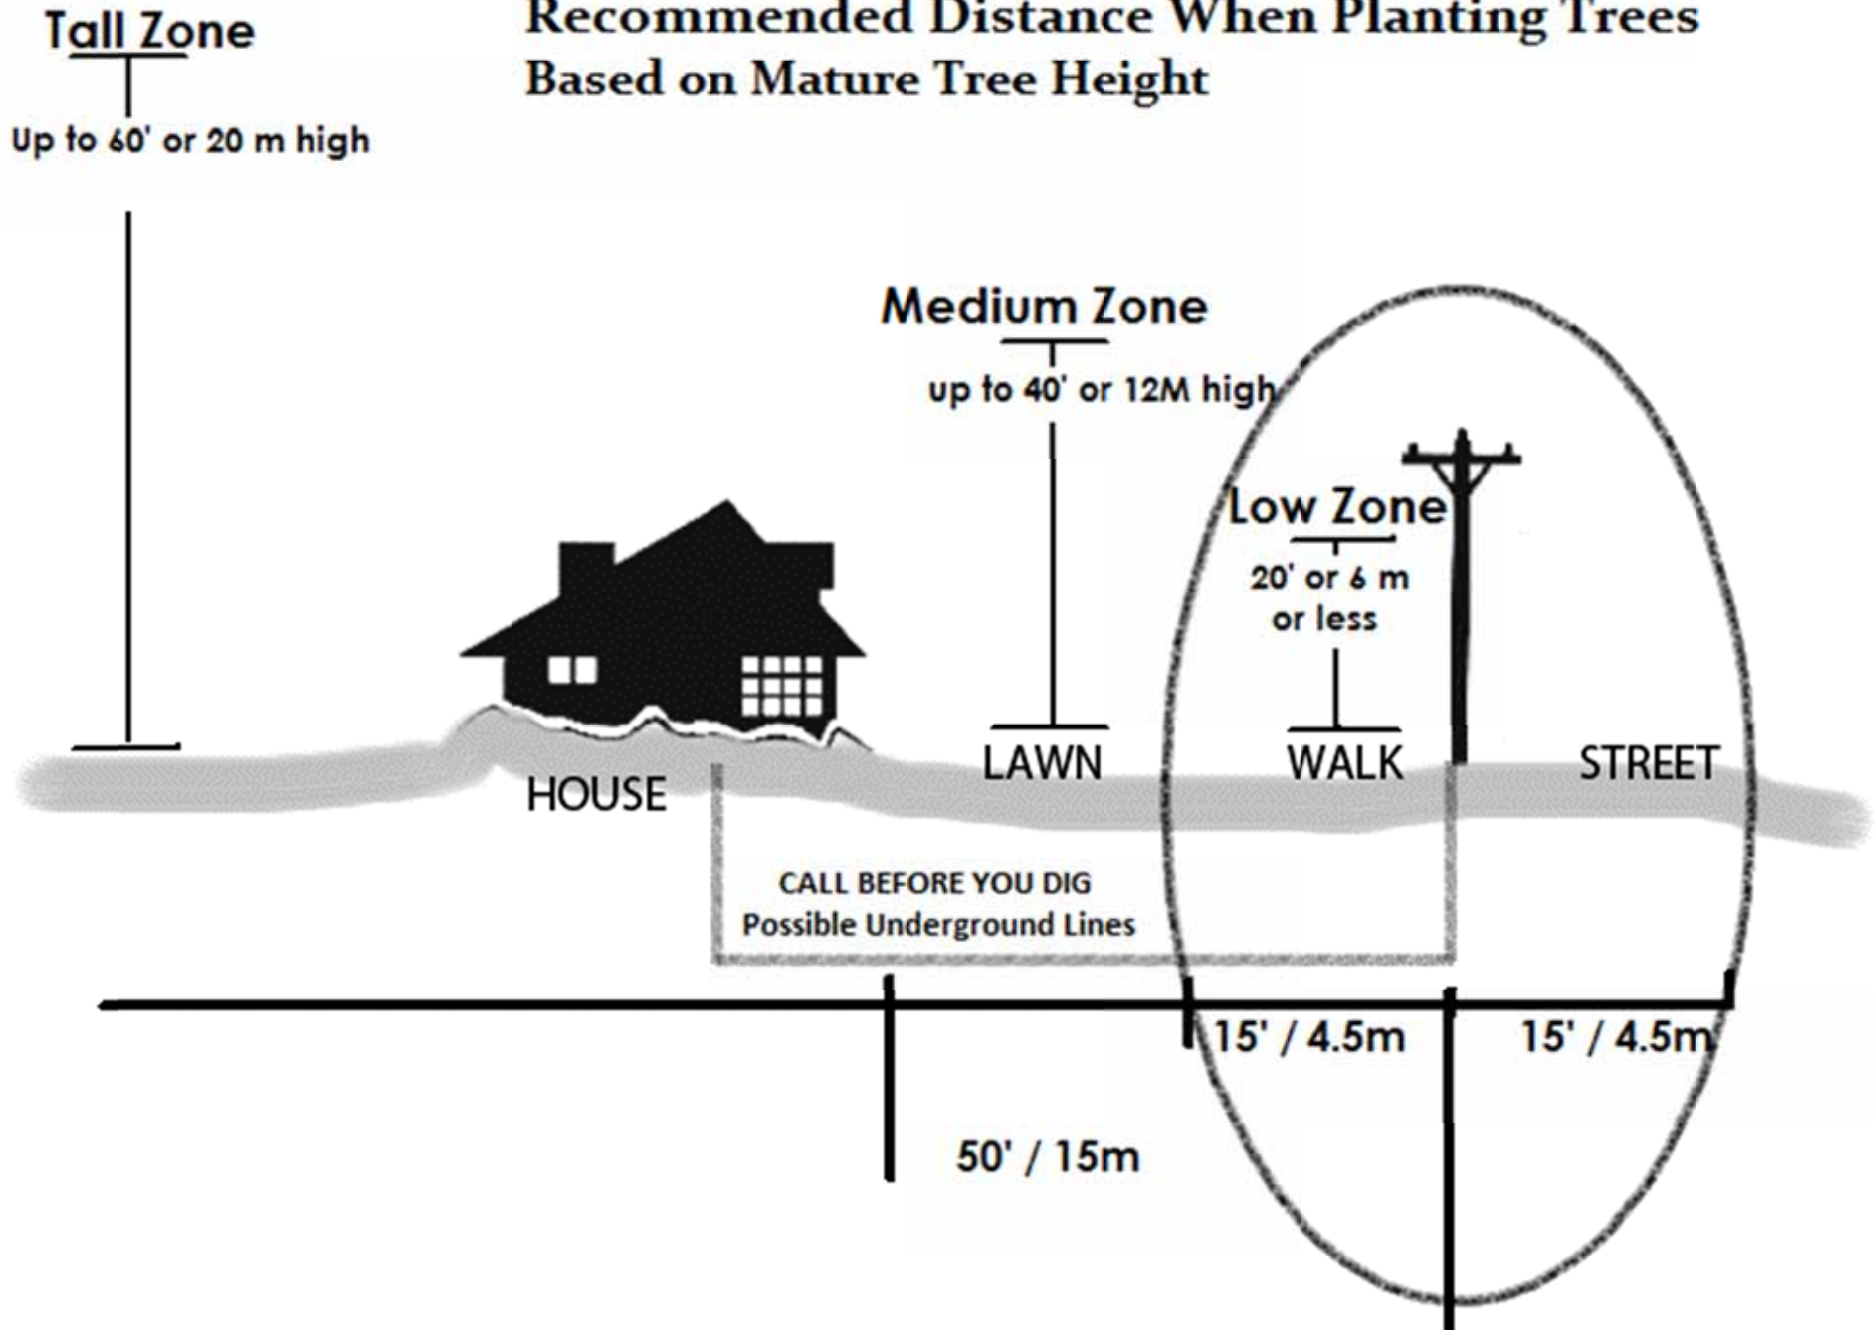 Recommended Distance When Planting Trees
Based on Mature Tree Height
Tall Zone
Up to 60' or 20 m high
Medium Zone
up to 40' or 12M high
Low Zone
20' or 6 m
or less
HOUSE
LAWN
WALK
STREET
CALL BEFORE YOU DIG
Possible Underground Lines
15' / 4.5m
15' / 4.5m
50' / 15m